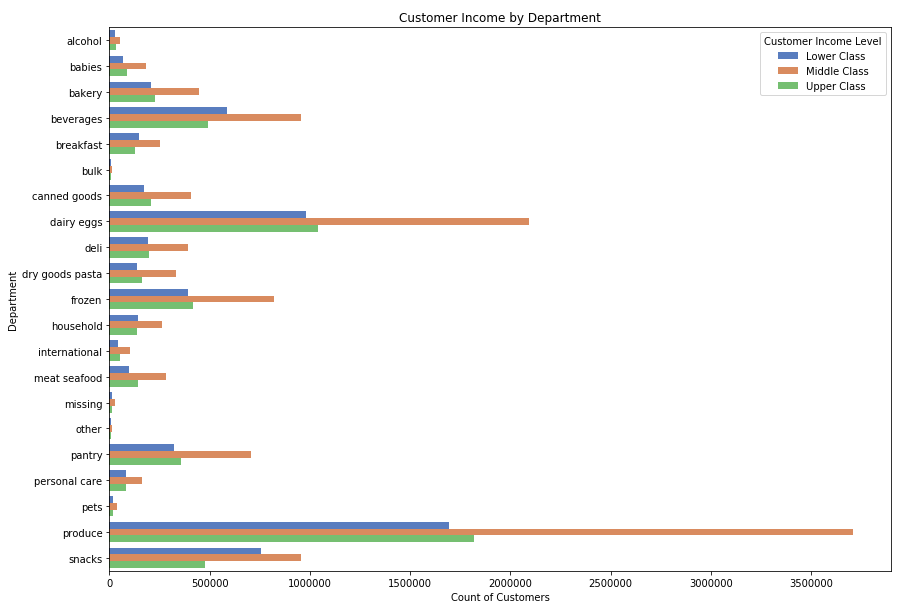 Customer Income by Department
Customer Income Level
Lower Class
Middle Class
Upper Class
Department
alcohol
babies
bakery
beverages
breakfast
bulk
canned goods
dairy eggs
deli
dry goods pasta
frozen
household
international
meat seafood
missing
other
pantry
personal care
pets
produce
snacks
0 500000 1000000 1500000 2000000 2500000 3000000 3500000
Count of Customers